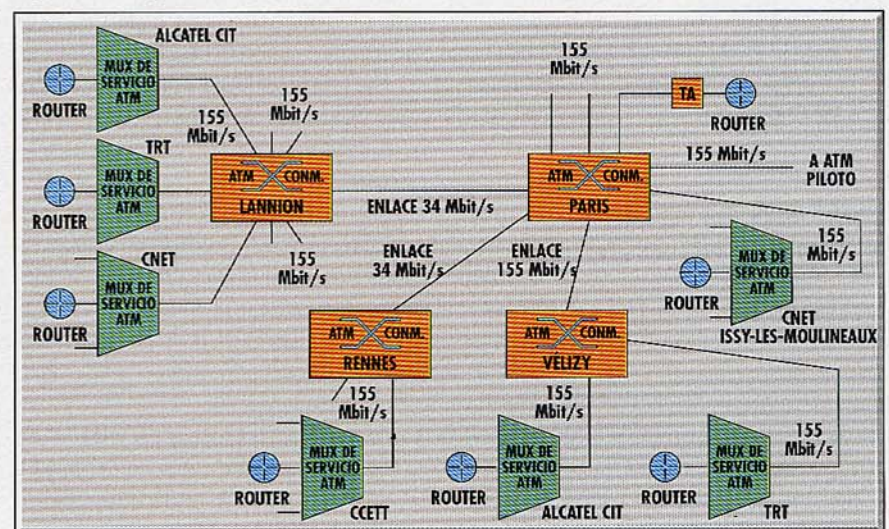 ALCATEL CIT
MUX DE
SERVICIO
ATM
ROUTER
155
Mbit/s
155
Mbit/s
TRT
MUX DE
SERVICIO
ATM
ROUTER
ATM CONM.
LANNION
155
Mbit/s
CNET
MUX DE
SERVICIO
ATM
ROUTER
ENLACE 34 Mbit/s
155
Mbit/s
TA
ROUTER
155 Mbit/s
A ATM
PILOTO
ATM CONM.
PARIS
ENLACE
34 Mbit/s
ENLACE
155 Mbit/s
155
Mbit/s
MUX DE
SERVICIO
ATM
ROUTER
CNET
ISSY-LES-MOULINEAUX
ATM CONM.
RENNES
ATM CONM.
VÉLIZY
155
Mbit/s
MUX DE
SERVICIO
ATM
ROUTER
CCETT
155
Mbit/s
MUX DE
SERVICIO
ATM
ROUTER
ALCATEL CIT
155
Mbit/s
MUX DE
SERVICIO
ATM
ROUTER
TRT